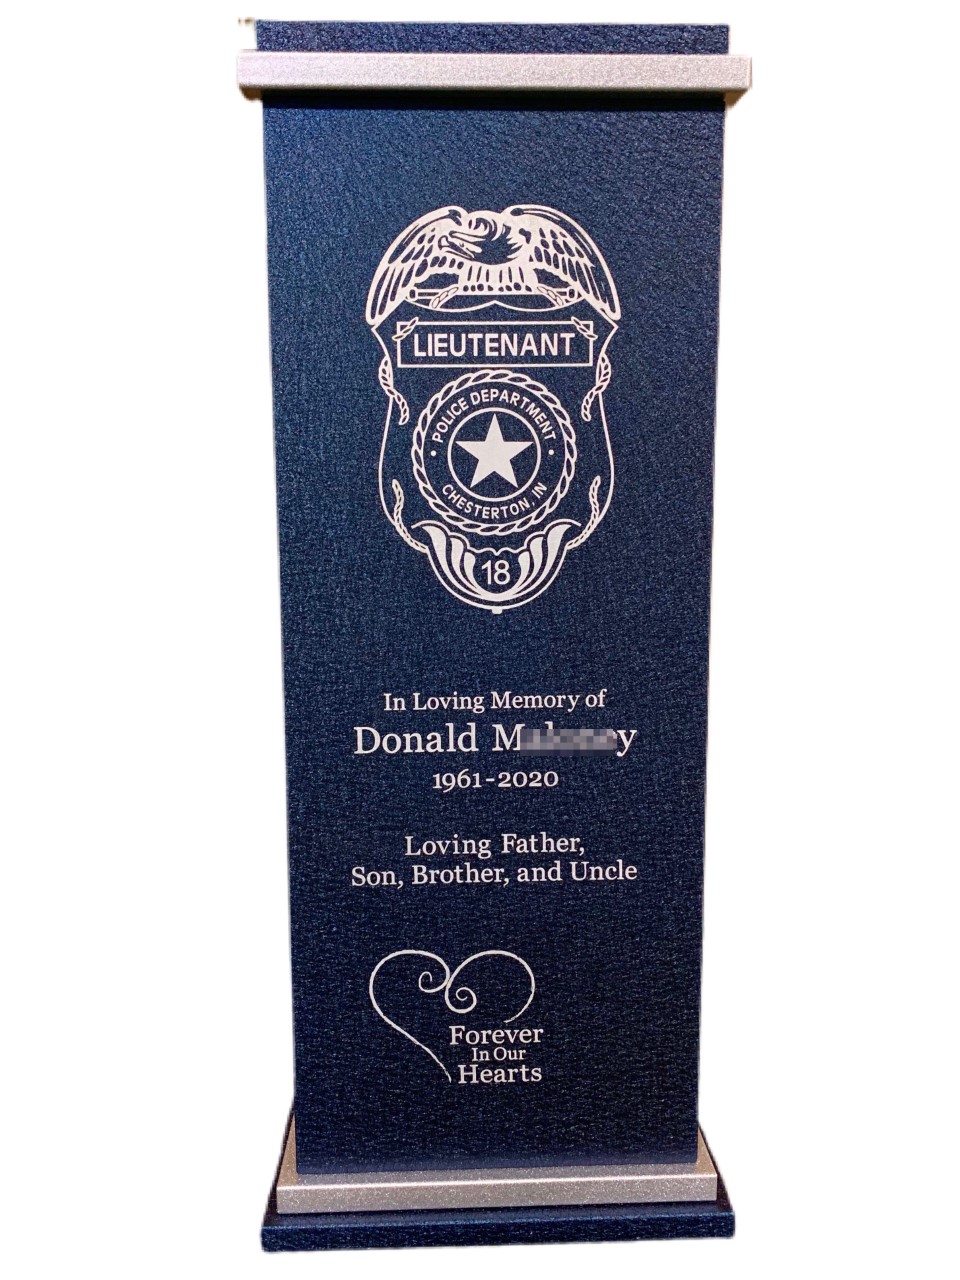 LIEUTENANT
POLICE DEPARTMENT
CHESTERTON, IN
18
In Loving Memory of
Donald
1961-2020
Loving Father,
Son, Brother, and Uncle
Forever
In Our
Hearts